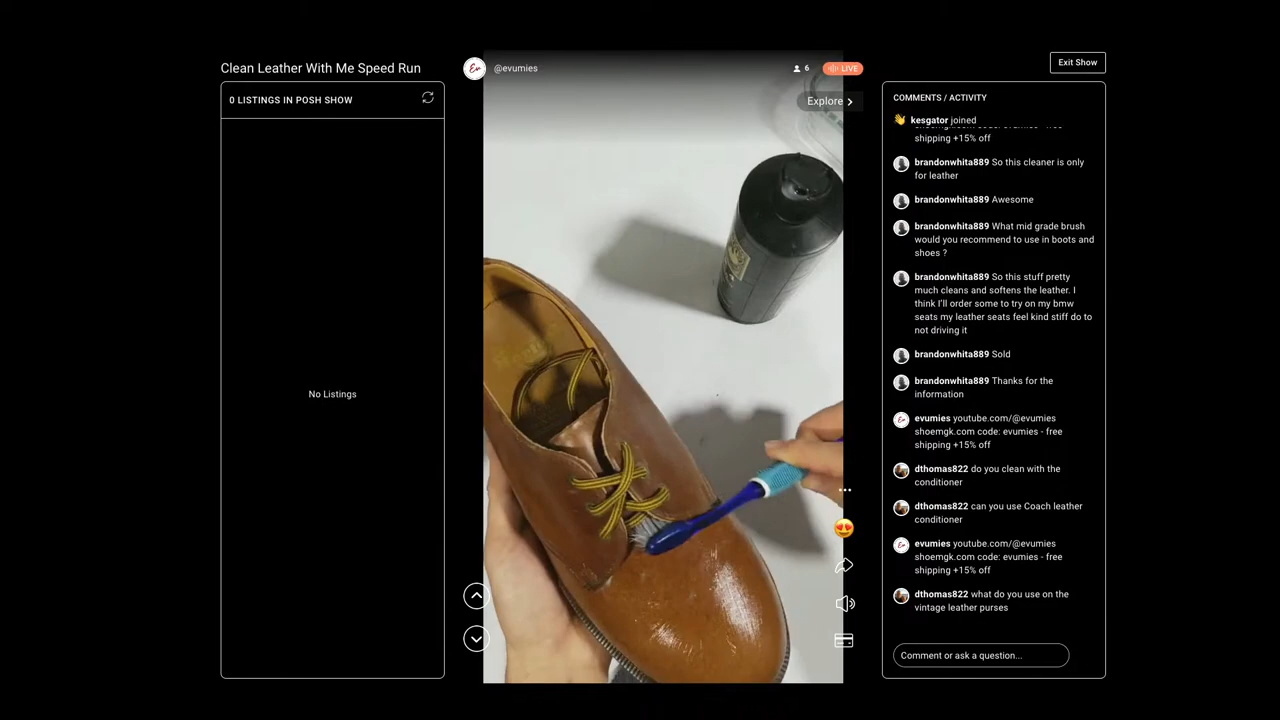 Clean Leather With Me Speed Run
0 LISTINGS IN POSH SHOW
No Listings
Ev
@evumies
6
LIVE
Explore
Exit Show
COMMENTS / ACTIVITY
kesgator joined
shipping +15% off
brandonwhita889 So this cleaner is only
for leather
brandonwhita889 Awesome
brandonwhita889 What mid grade brush
would you recommend to use in boots and
shoes ?
brandonwhita889 So this stuff pretty
much cleans and softens the leather. I
think I'll order some to try on my bmw
seats my leather seats feel kind stiff do to
not driving it
brandonwhita889 Sold
brandonwhita889 Thanks for the
information
evumies youtube.com/@evumies
shoemgk.com code: evumies - free
shipping +15% off
dthomas822 do you clean with the
conditioner
dthomas822 can you use Coach leather
conditioner
evumies youtube.com/@evumies
shoemgk.com code: evumies - free
shipping +15% off
dthomas822 what do you use on the
vintage leather purses
Comment or ask a question...